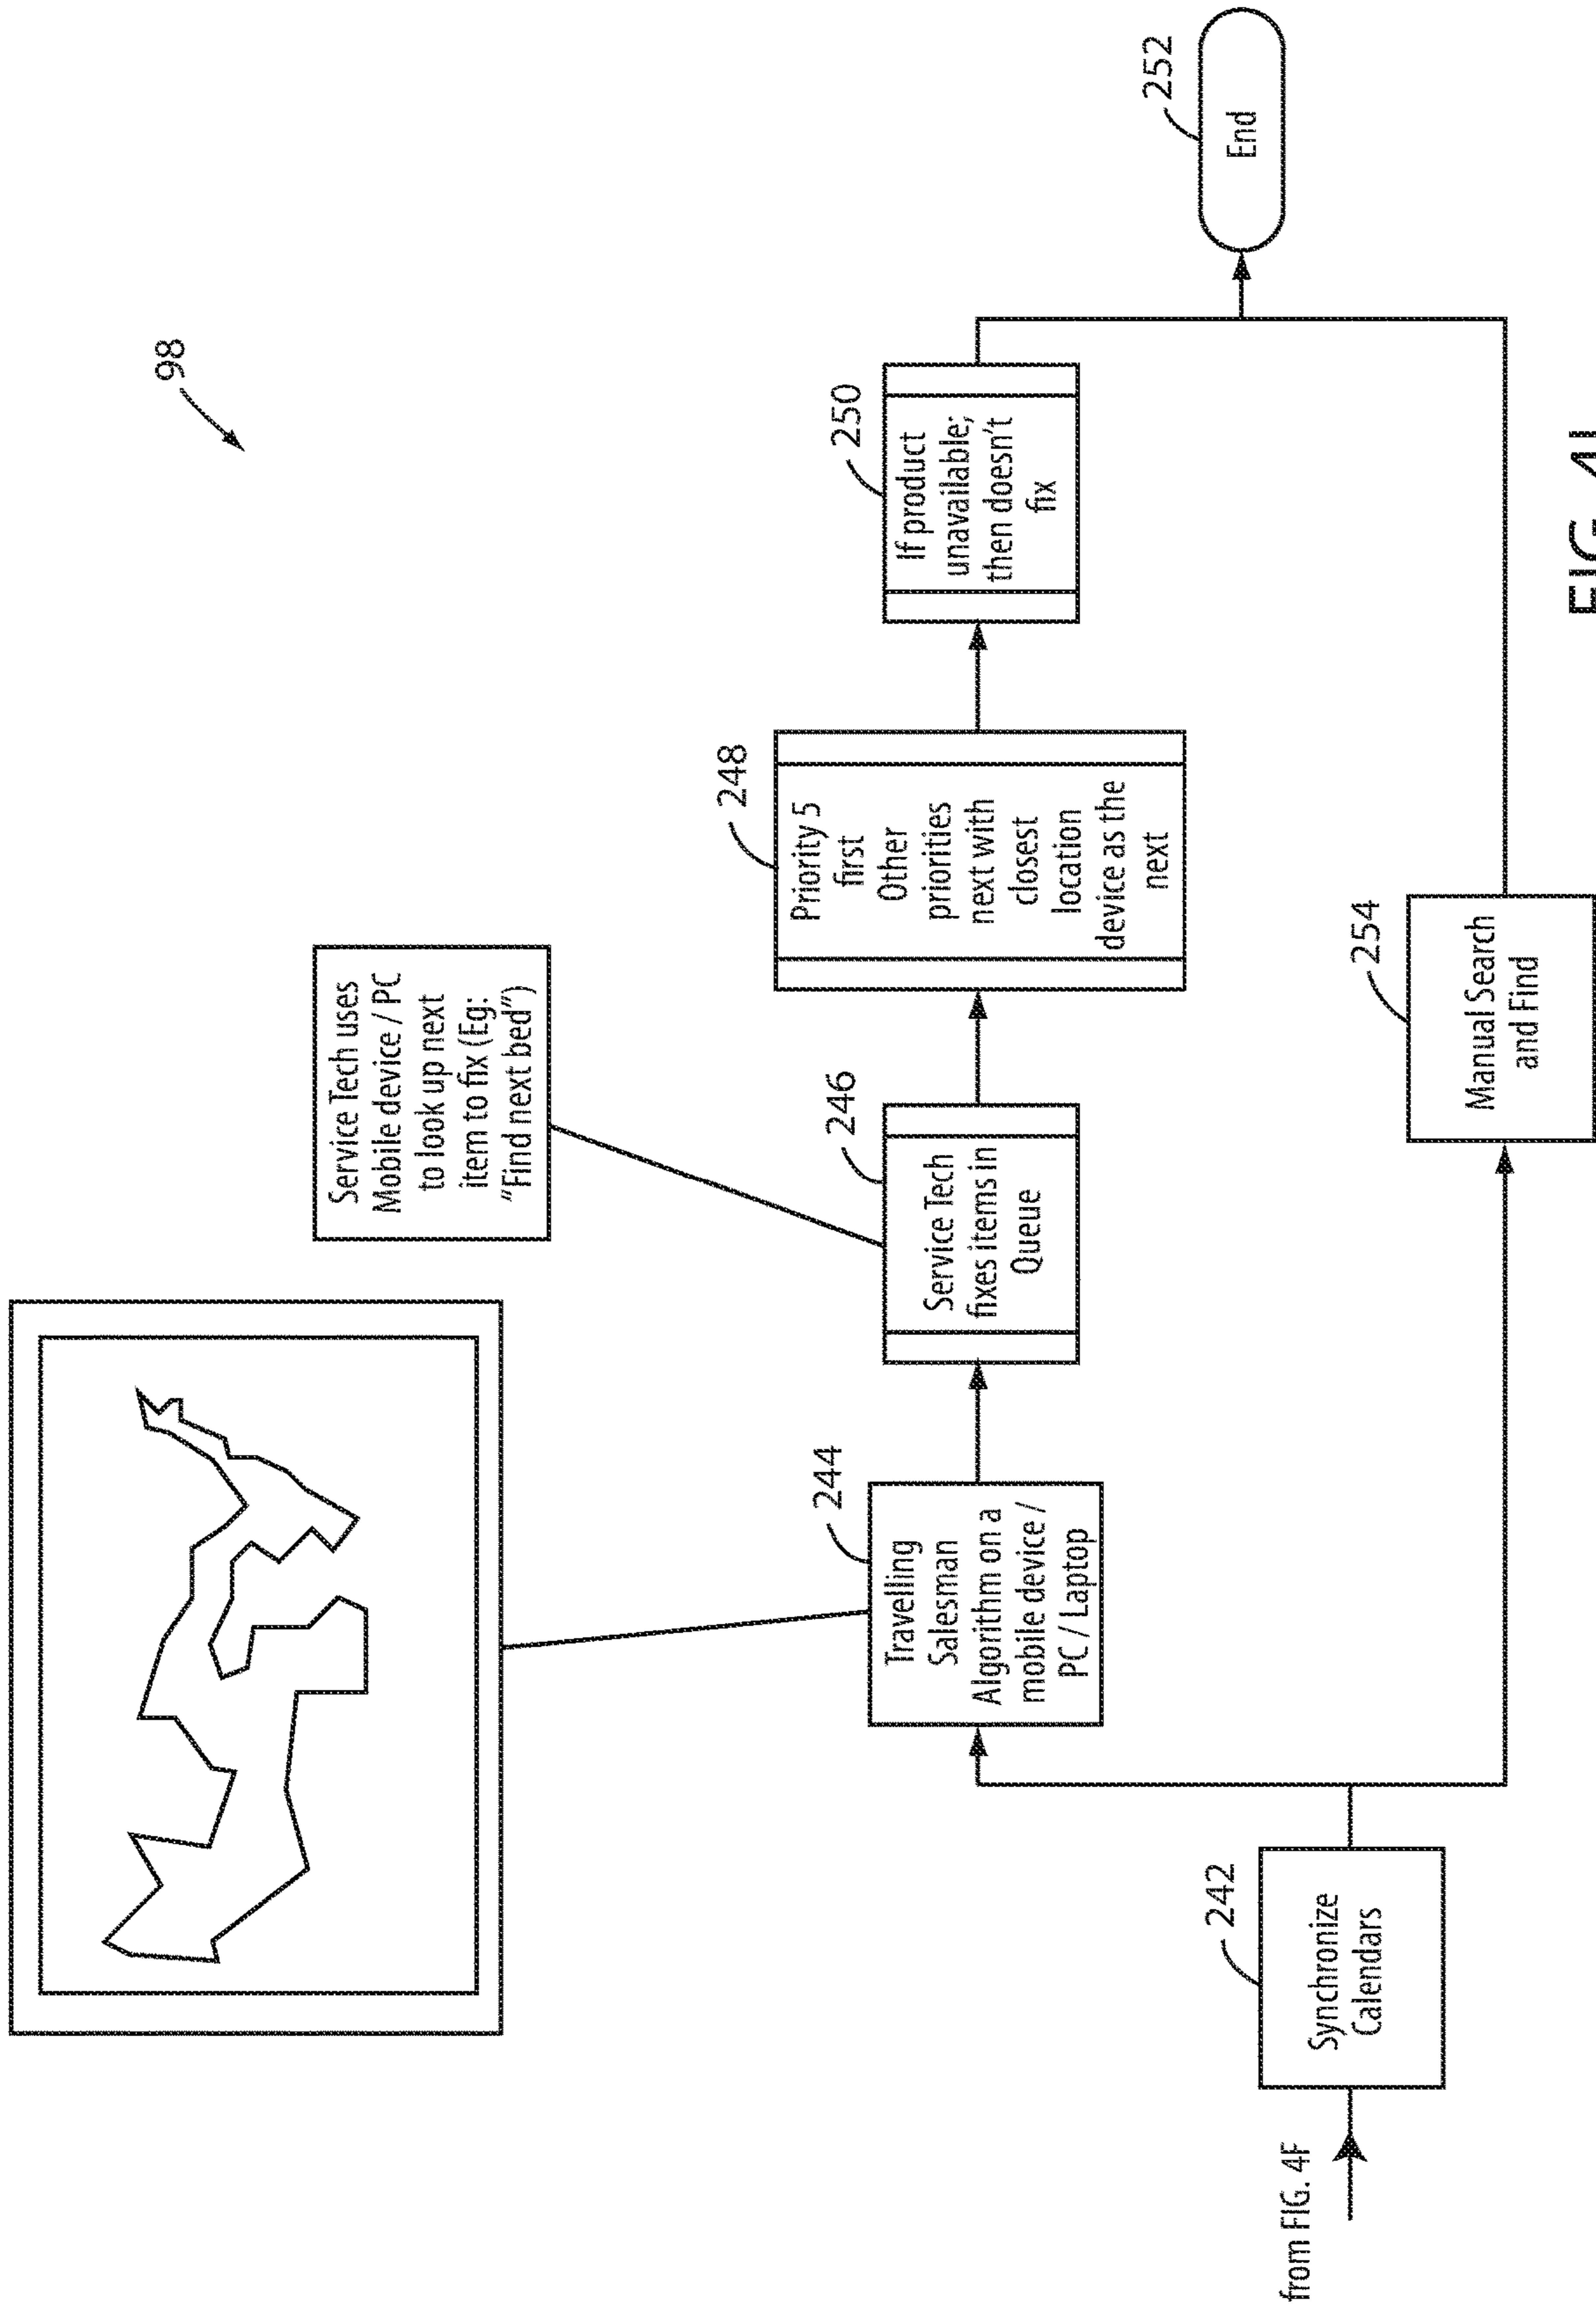 98
Service Tech uses
Mobile device / PC
to look up next
item to fix (Eg:
"Find next bed")
244
Travelling
Salesman
Algorithm on a
mobile device /
PC / Laptop
246
Service Tech
fixes items in
Queue
248
Priority 5
first
Other
priorities
next with
closest
location
device as the
next
250
If product
unavailable;
then doesn't
fix
252
End
from FIG. 4F
242
Synchronize
Calendars
254
Manual Search
and Find
FIG.